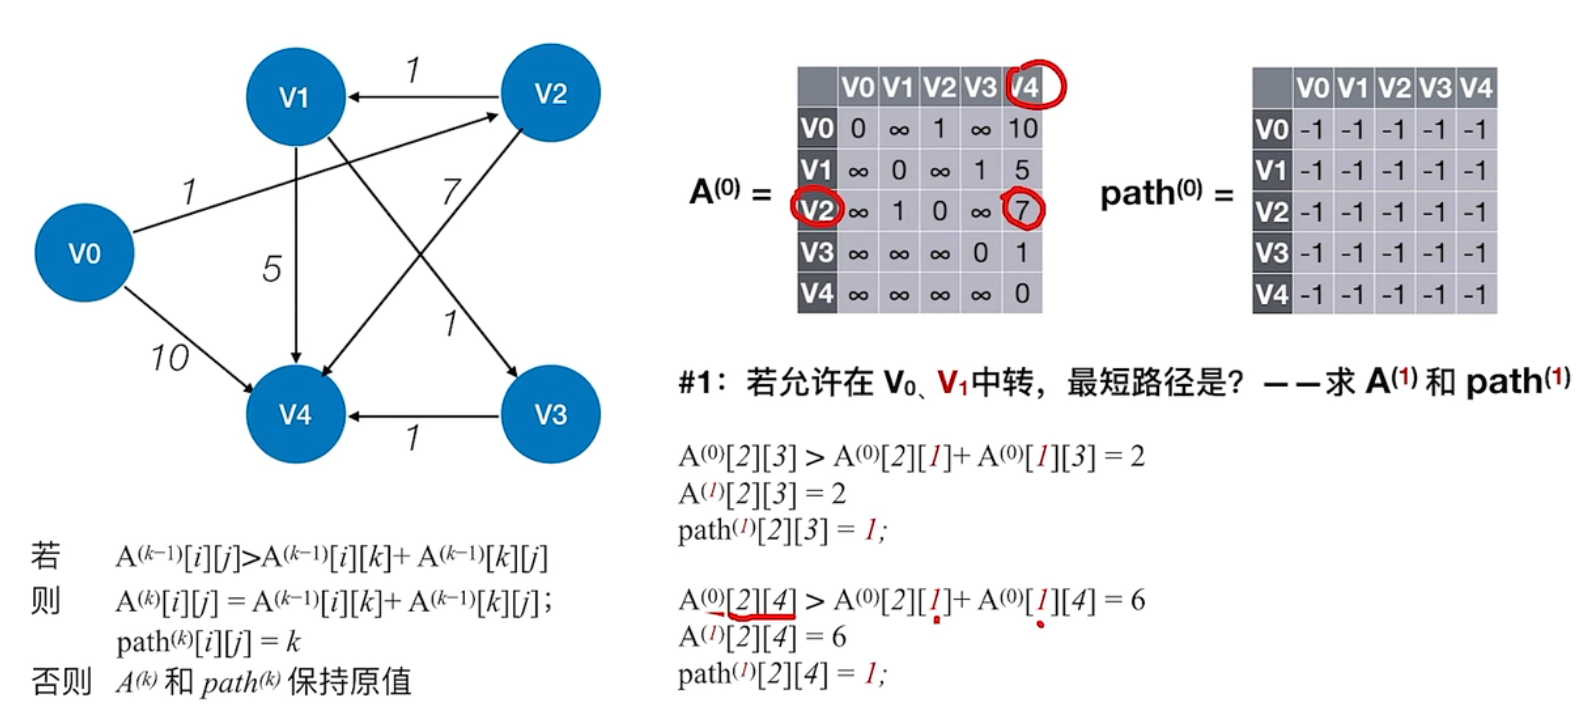 V1
1
V2
1
7
V0
5
10
1
V4
1
V3
A(0) =
V0 V1 V2 V3 V4
V0 0 ∞ 1 ∞ 10
V1 ∞ 0 ∞ 1 5
V2 ∞ 1 0 ∞ 7
V3 ∞ ∞ ∞ 0 1
V4 ∞ ∞ ∞ ∞ 0
path(0) =
V0 V1 V2 V3 V4
V0 -1 -1 -1 -1 -1
V1 -1 -1 -1 -1 -1
V2 -1 -1 -1 -1 -1
V3 -1 -1 -1 -1 -1
V4 -1 -1 -1 -1 -1
#1：若允许在 V0、V1中转，最短路径是？——求 A(1) 和 path(1)
A(0)[2][3] > A(0)[2][1]+ A(0)[1][3] = 2
A(1)[2][3] = 2
path(1)[2][3] = 1;
A(0)[2][4] > A(0)[2][1]+ A(0)[1][4] = 6
A(1)[2][4] = 6
path(1)[2][4] = 1;
若 A(k−1)[i][j]>A(k−1)[i][k]+ A(k−1)[k][j]
则 A(k)[i][j] = A(k−1)[i][k]+ A(k−1)[k][j]；
path(k)[i][j] = k
否则 A(k) 和 path(k) 保持原值